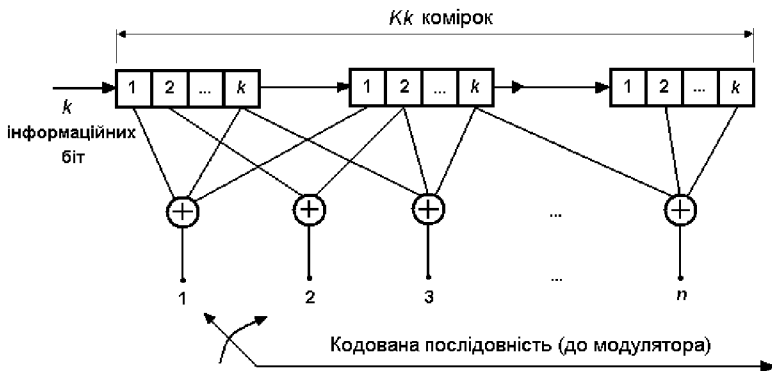 Kk комірок
1 2 ... k
1 2 ... k
1 2 ... k
k
інформаційних
біт
+ + + ... +
1 2 3 ... n
Кодована послідовність (до модулятора)